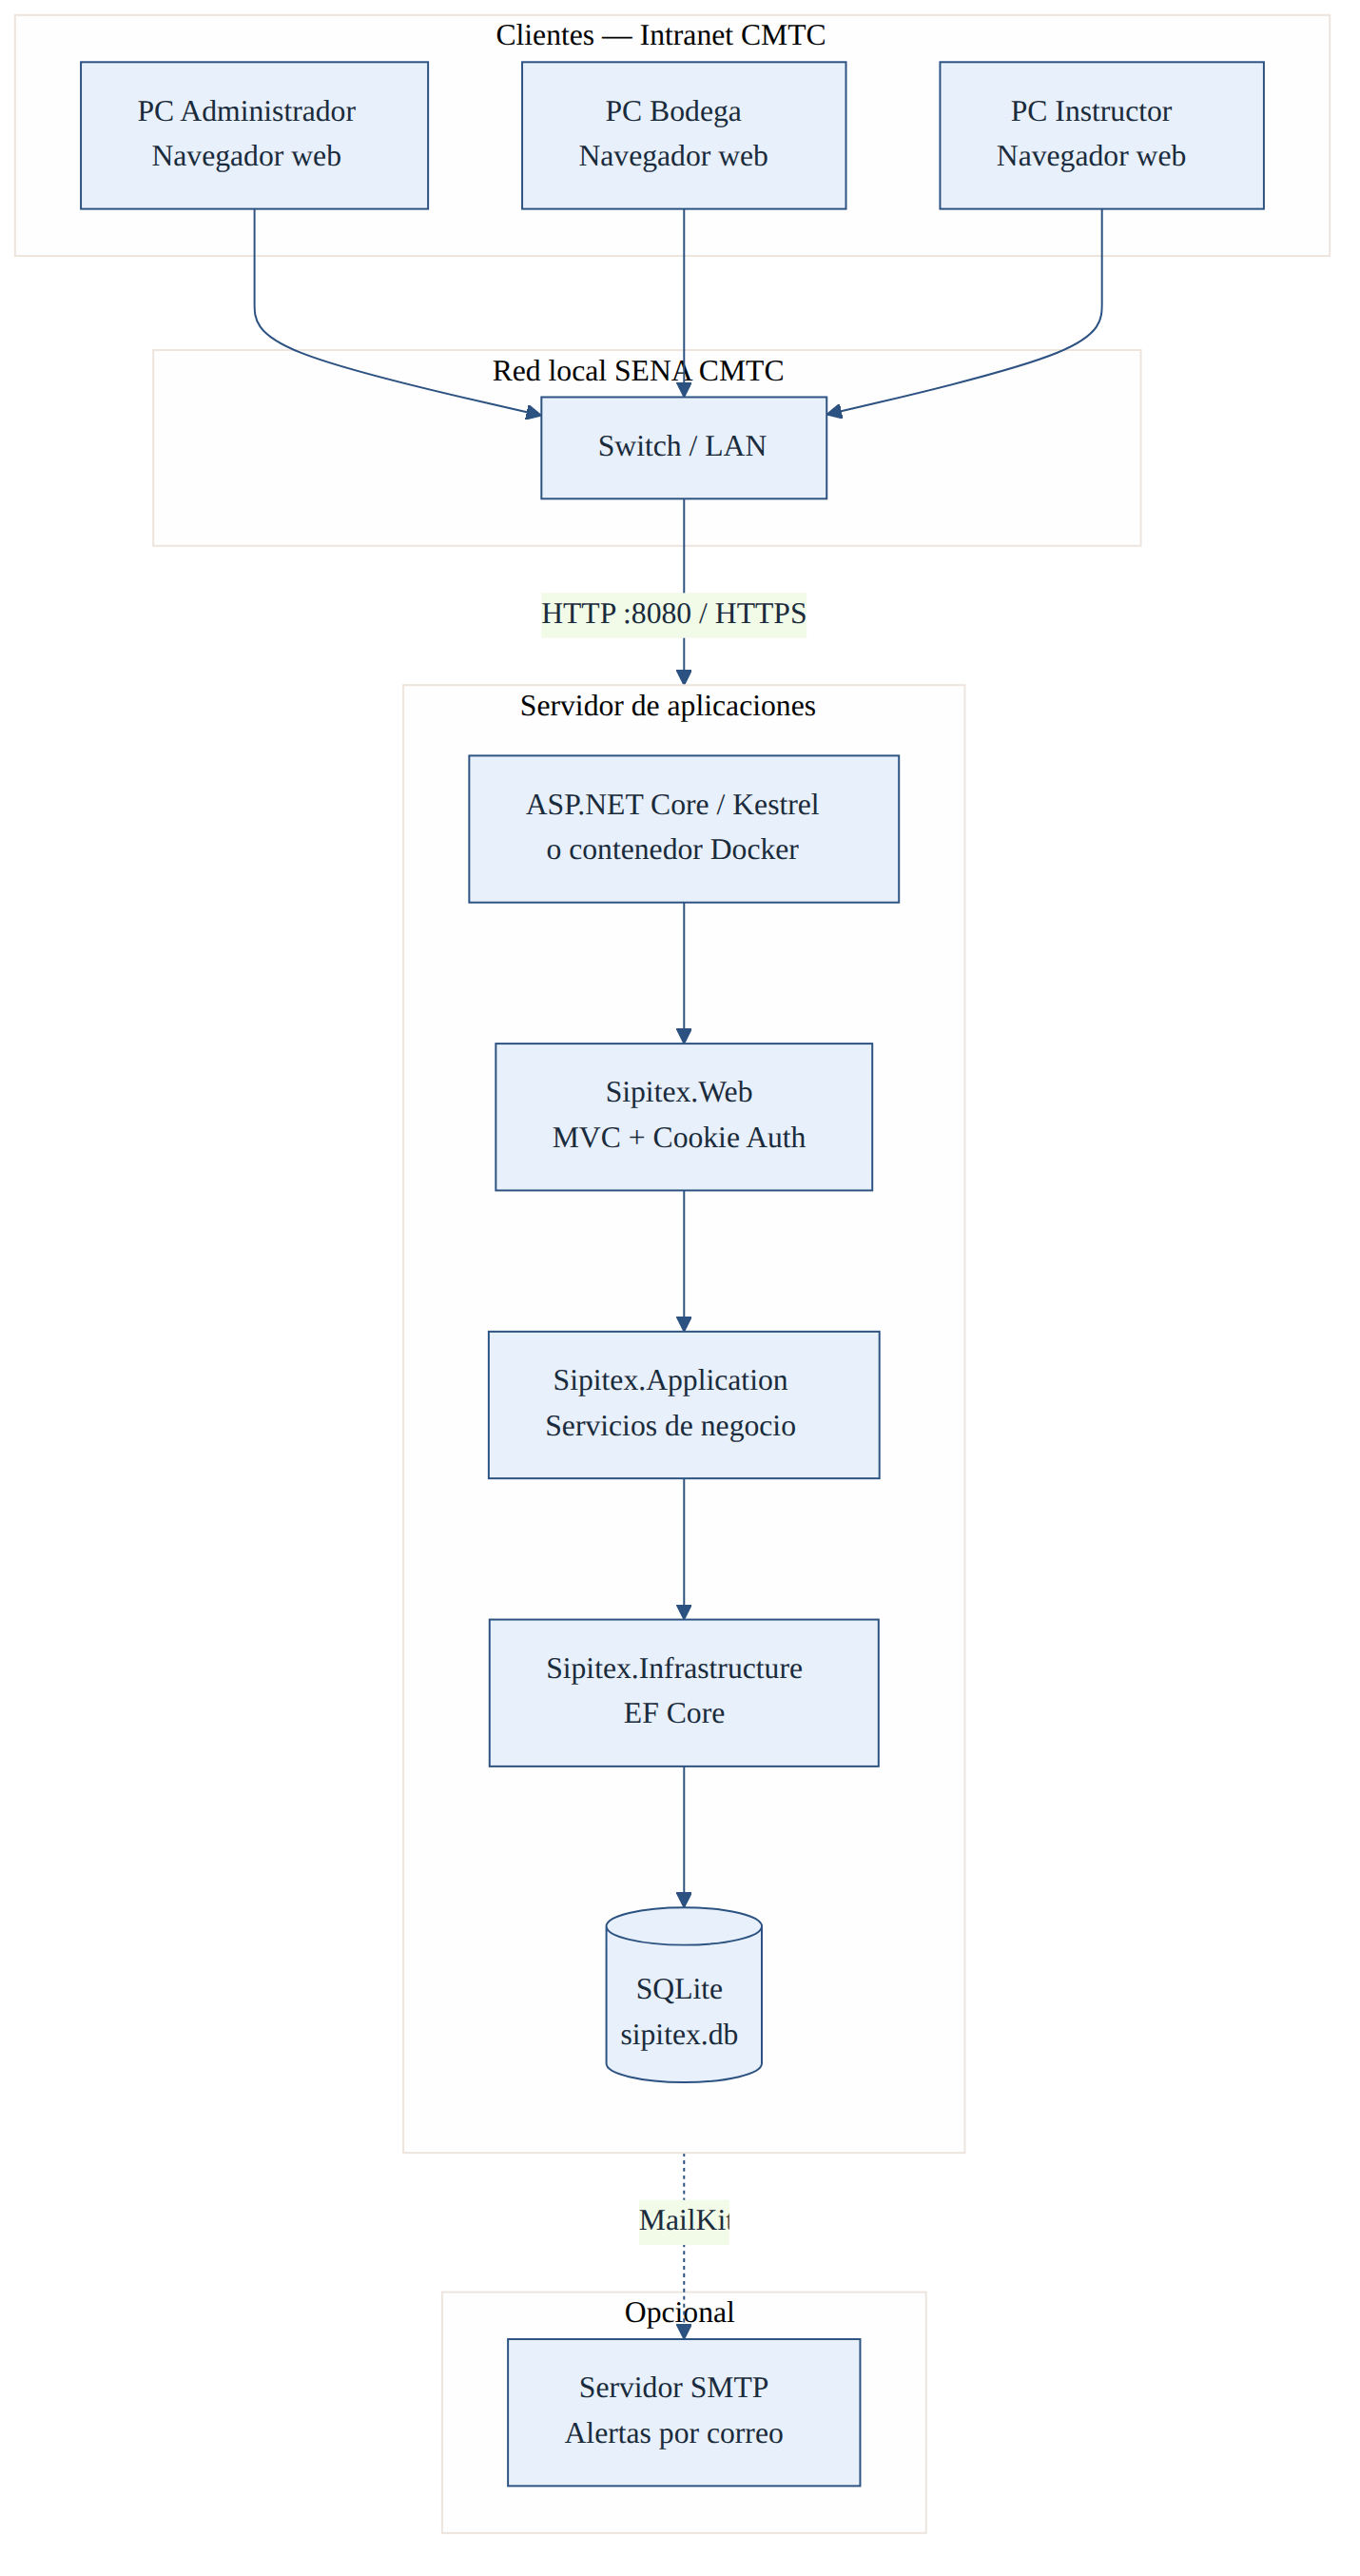 Clientes — Intranet CMTC
PC Administrador
Navegador web
PC Bodega
Navegador web
PC Instructor
Navegador web
Red local SENA CMTC
Switch / LAN
HTTP :8080 / HTTPS
Servidor de aplicaciones
ASP.NET Core / Kestrel
o contenedor Docker
Sipitex.Web
MVC + Cookie Auth
Sipitex.Application
Servicios de negocio
Sipitex.Infrastructure
EF Core
SQLite
sipitex.db
MailKit
Opcional
Servidor SMTP
Alertas por correo